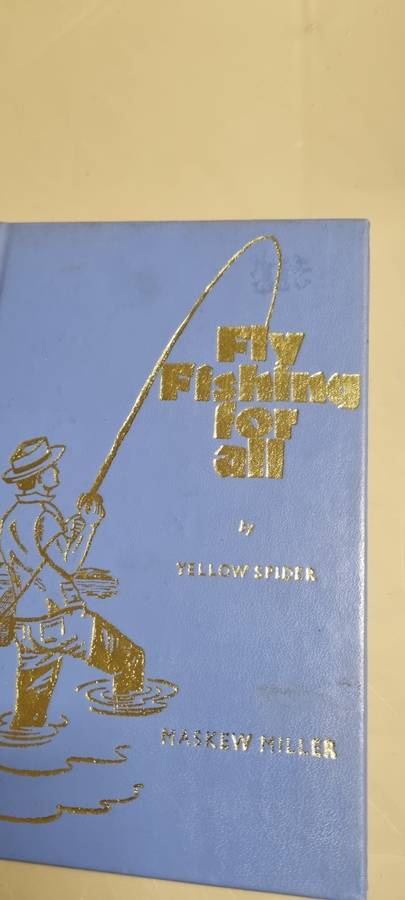 Fly
Fishing
for
all
by
YELLOW SPIDER
MASKEW MILLER